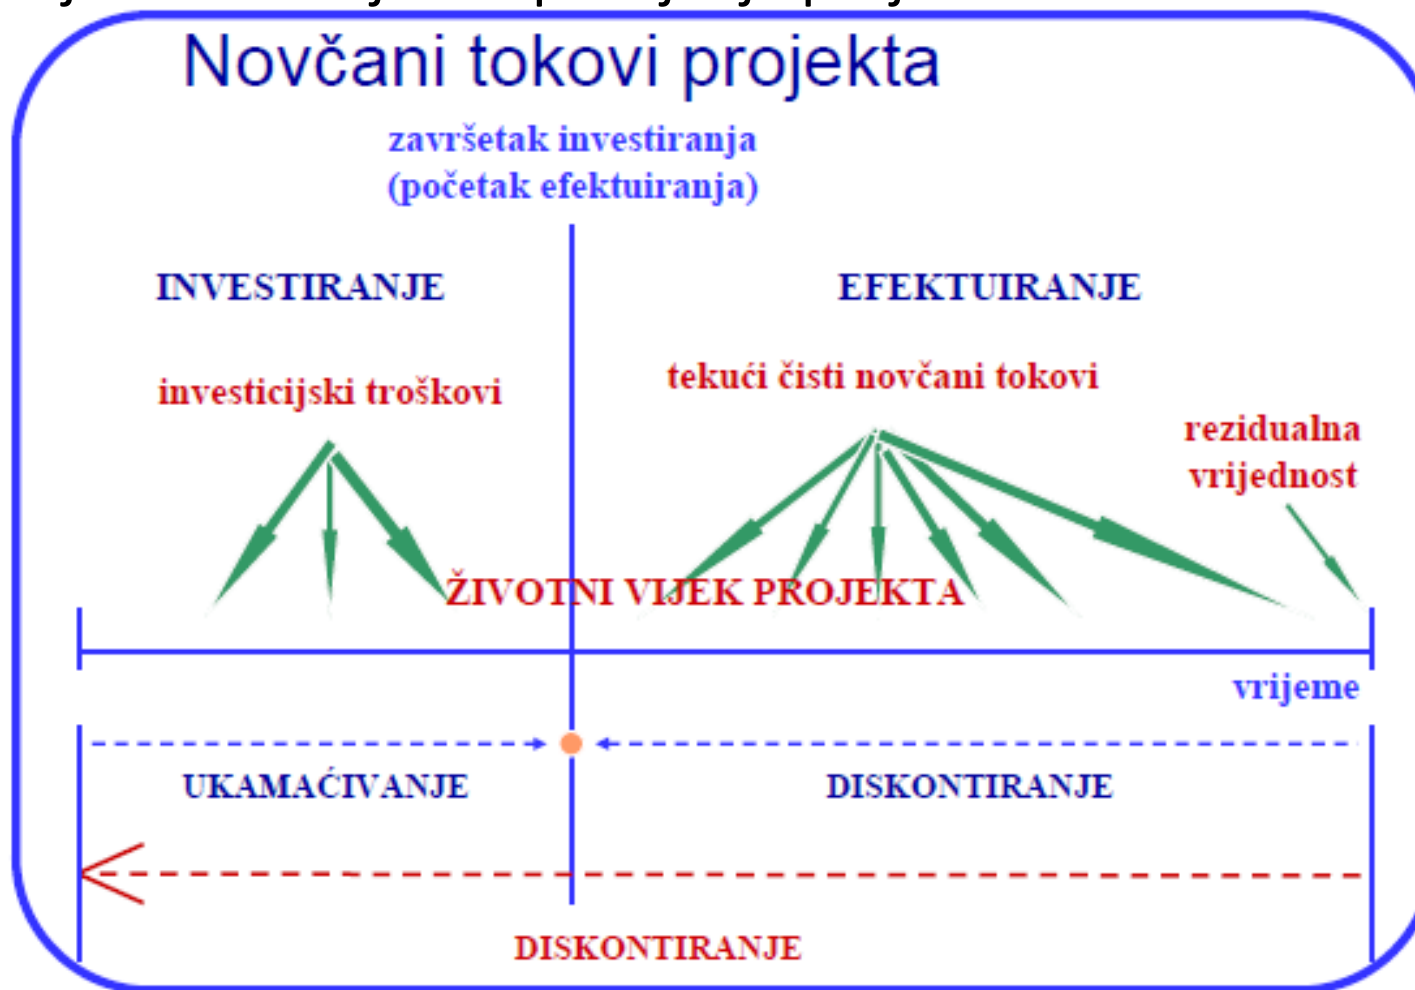 Novčani tokovi projekta
završetak investiranja
(početak efektuiranja)
INVESTIRANJE
EFEKTUIRANJE
investicijski troškovi
tekući čisti novčani tokovi
rezidualna
vrijednost
ŽIVOTNI VIJEK PROJEKTA
vrijeme
UKAMAĆIVANJE
DISKONTIRANJE
DISKONTIRANJE